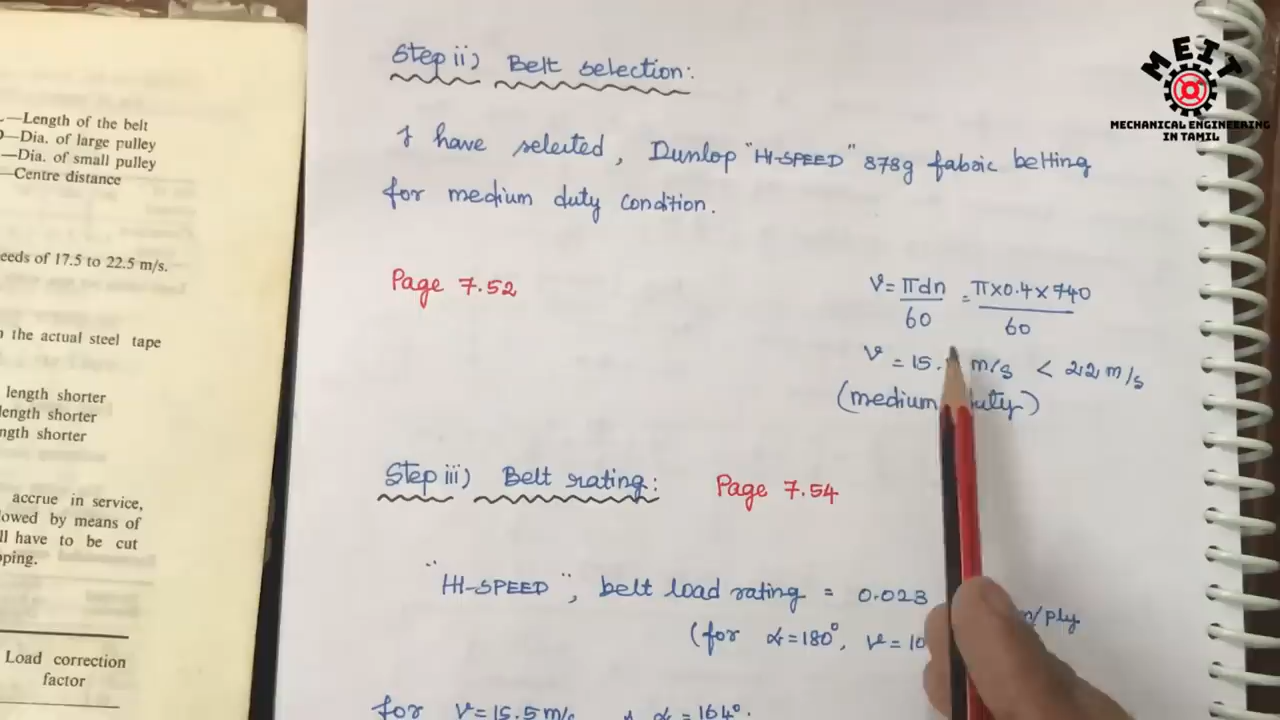 .—Length of the belt
—Dia. of large pulley
—Dia. of small pulley
—Centre distance
eeds of 17.5 to 22.5 m/s.
the actual steel tape
length shorter
length shorter
ngth shorter
accrue in service,
lowed by means of
ll have to be cut
pping.
Load correction
factor
Step ii) Belt selection:
I have selected, Dunlop "HI-SPEED" 878g fabric belting
for medium duty condition.
Page 7.52
V = πdn/60 = π×0.4×740/60
V = 15. m/s < 22 m/s
(medium duty)
Step iii) Belt rating: Page 7.54
"HI-SPEED", belt load rating = 0.023 /ply
(for α=180°, V=10
for V=15.5m/s α=164°.
MEIT
MECHANICAL ENGINEERING
IN TAMIL